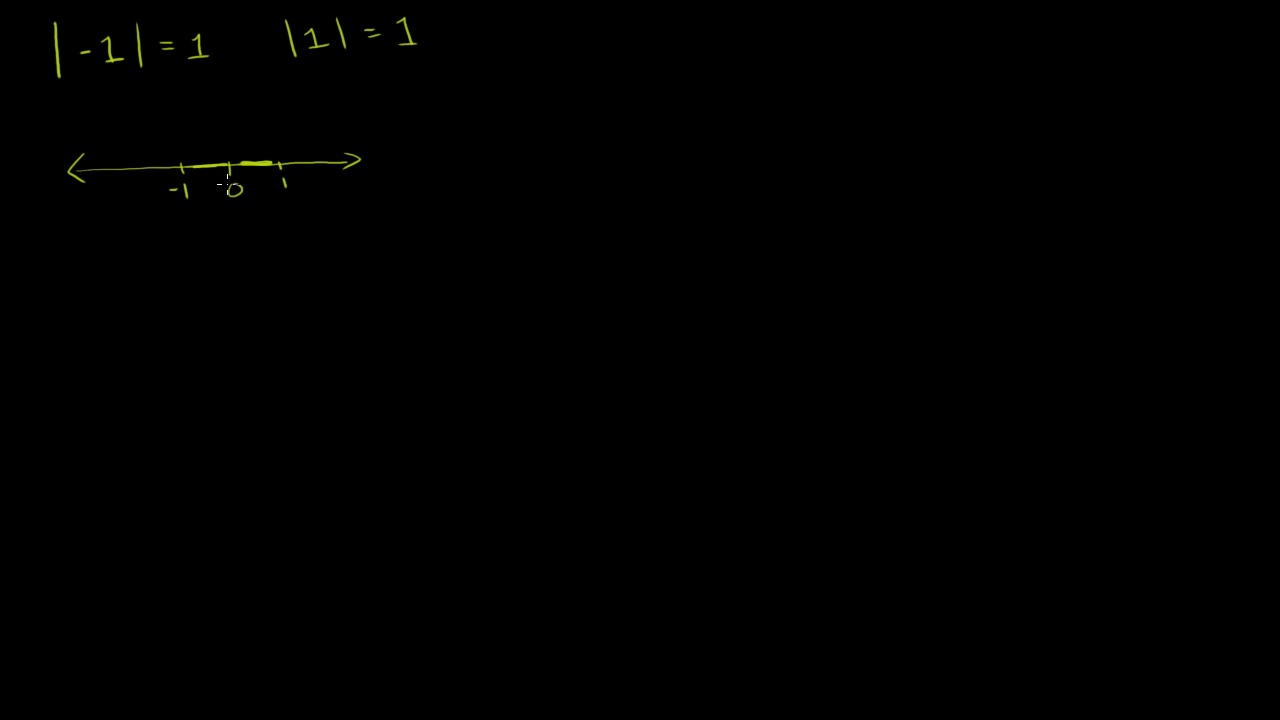 |-1| = 1 |1| = 1
-1 0 1